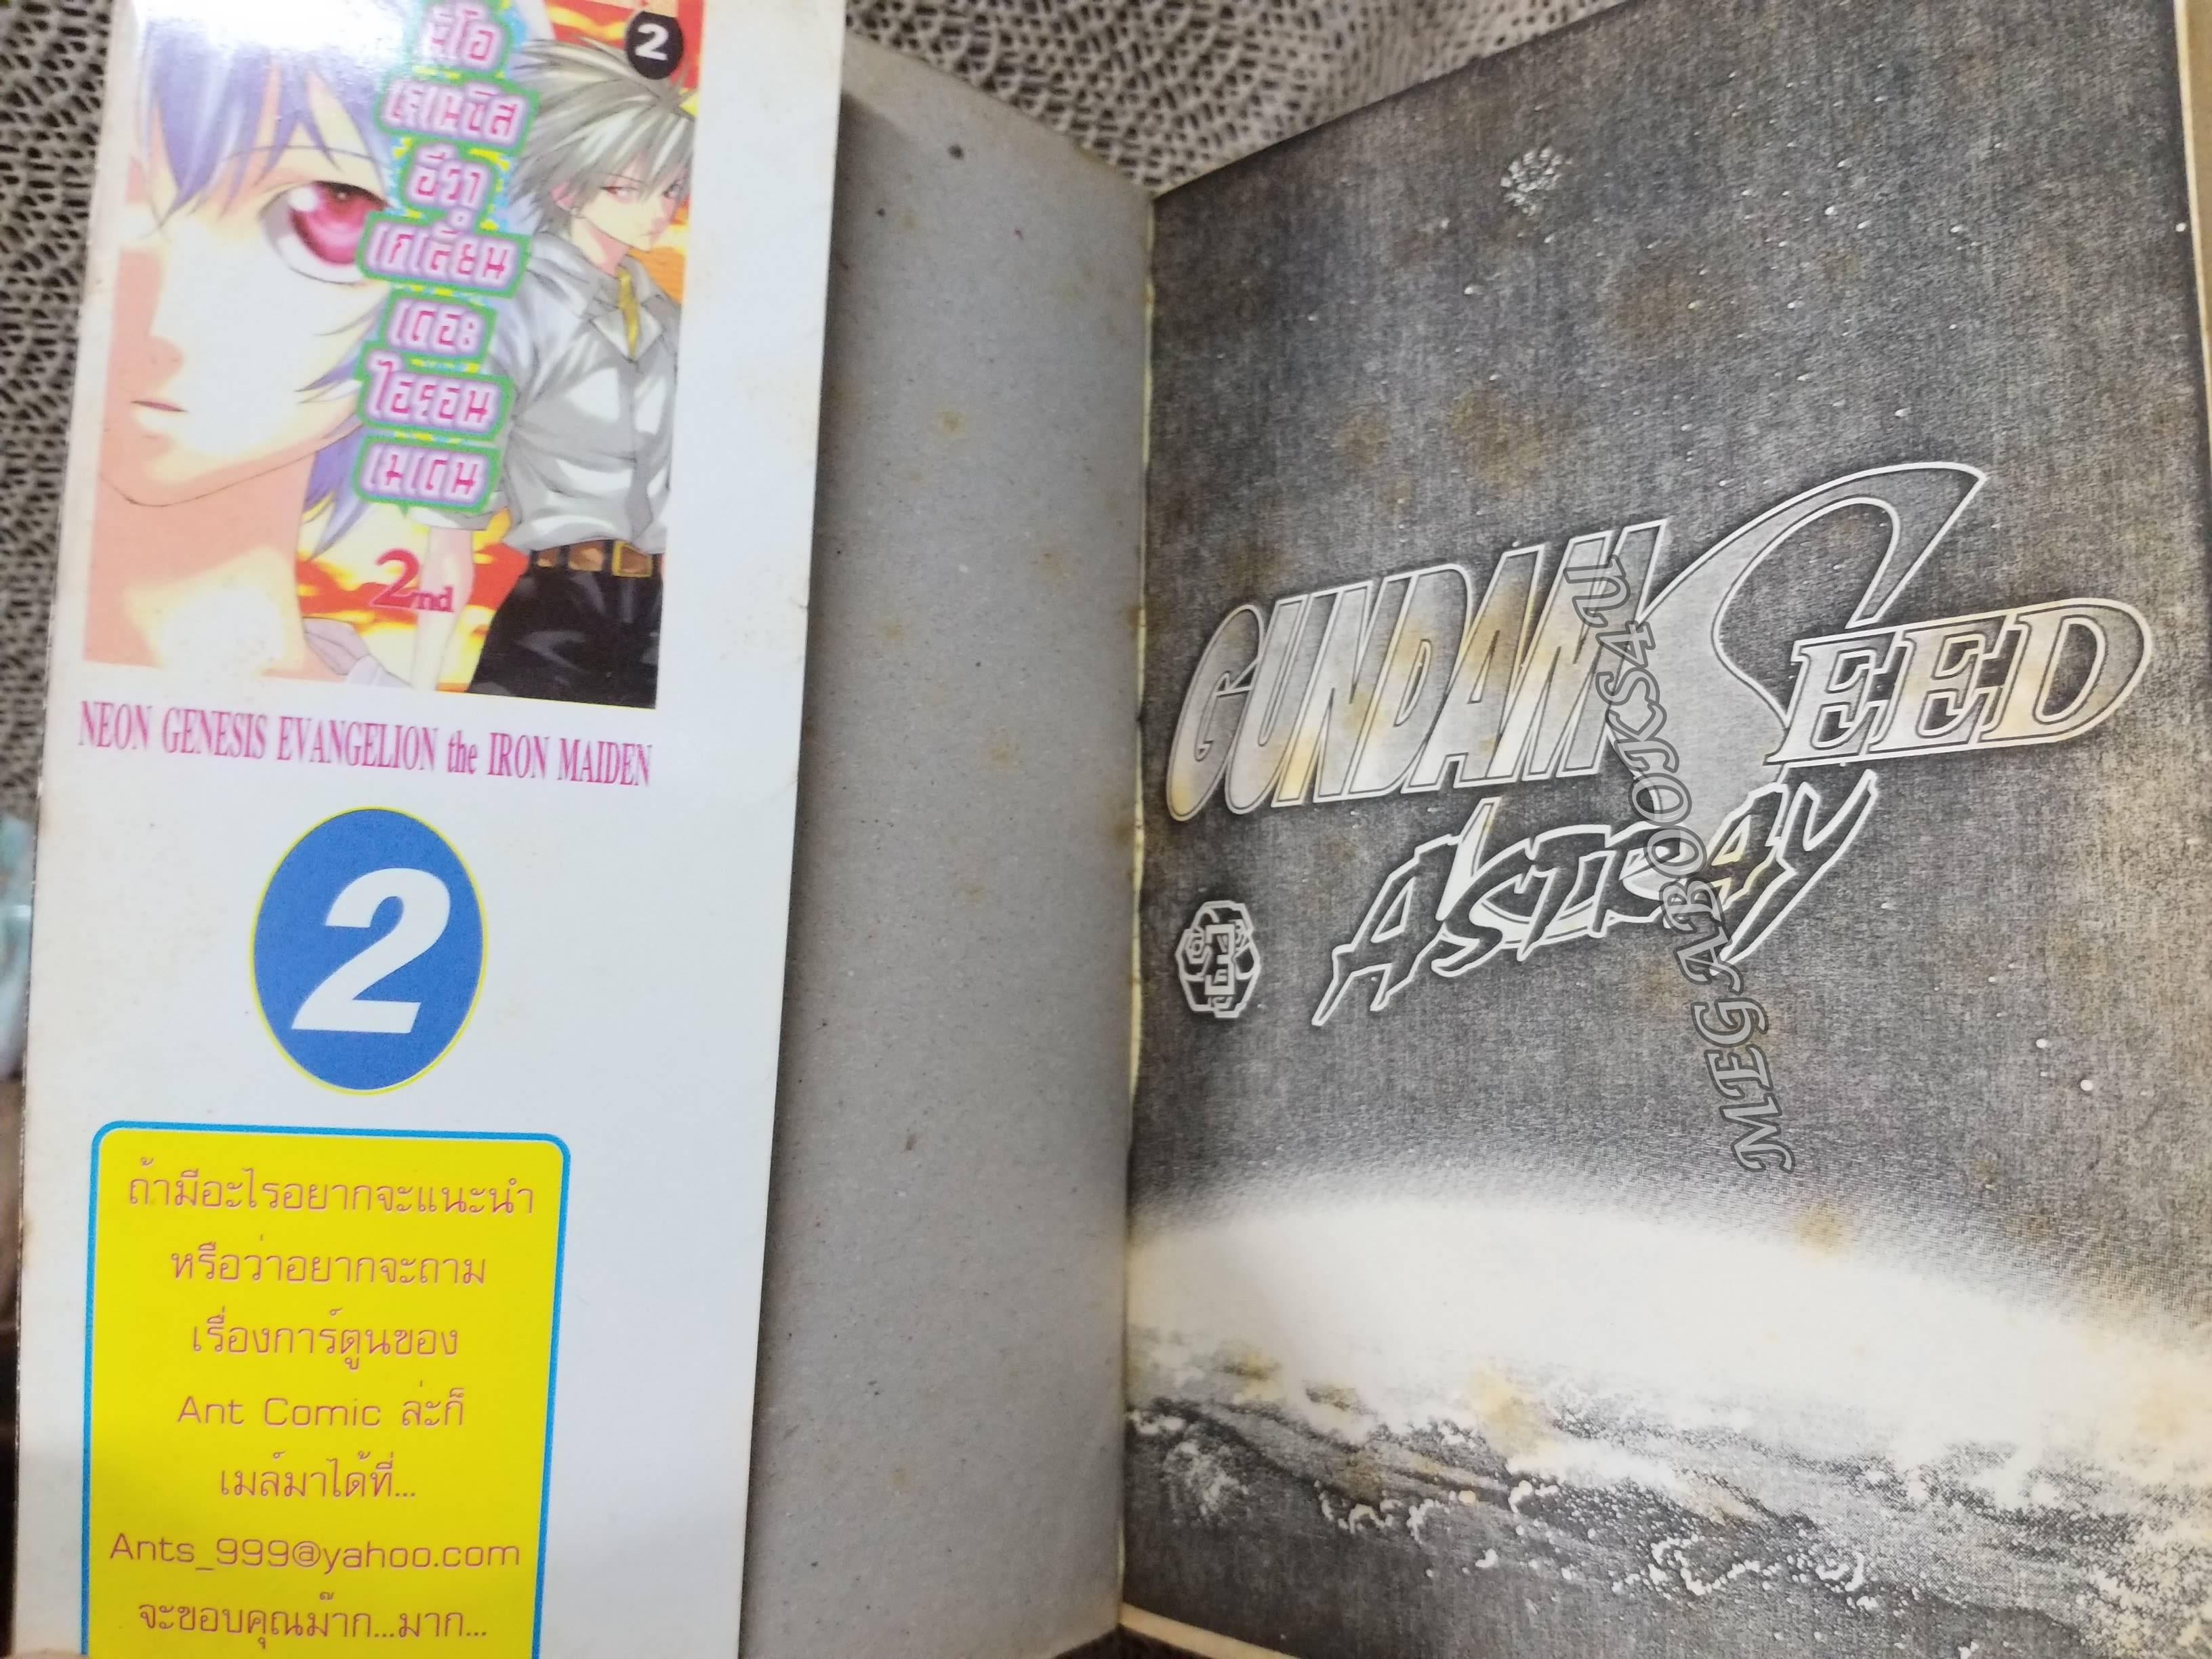 2
นีโอ
เจเนซิส
อีวา
เกเลียน
เดอะ
ไอรอน
เมเดน
2nd
NEON GENESIS EVANGELION the IRON MAIDEN
2
ถ้ามีอะไรอยากจะแนะนำ
หรือว่าอยากจะถาม
เรื่องการ์ตูนของ
Ant Comic ล่ะก็
เมล์มาได้ที่...
Ants_999@yahoo.com
จะขอบคุณม๊าก...มาก...
GUNDAM SEED
ASTRAY
MEGABOOKS4U